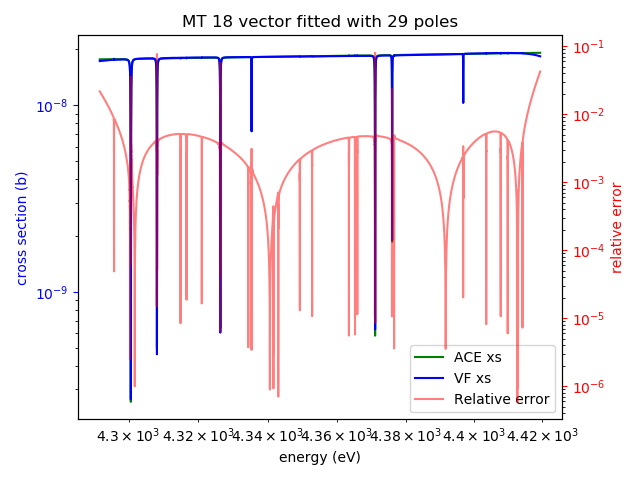 MT 18 vector fitted with 29 poles
cross section (b)
10⁻⁸
10⁻⁹
10⁻¹
10⁻²
10⁻³
10⁻⁴
10⁻⁵
10⁻⁶
relative error
ACE xs
VF xs
Relative error
4.3 × 10³ 4.32 × 10³ 4.34 × 10³ 4.36 × 10³ 4.38 × 10³ 4.4 × 10³ 4.42 × 10³
energy (eV)